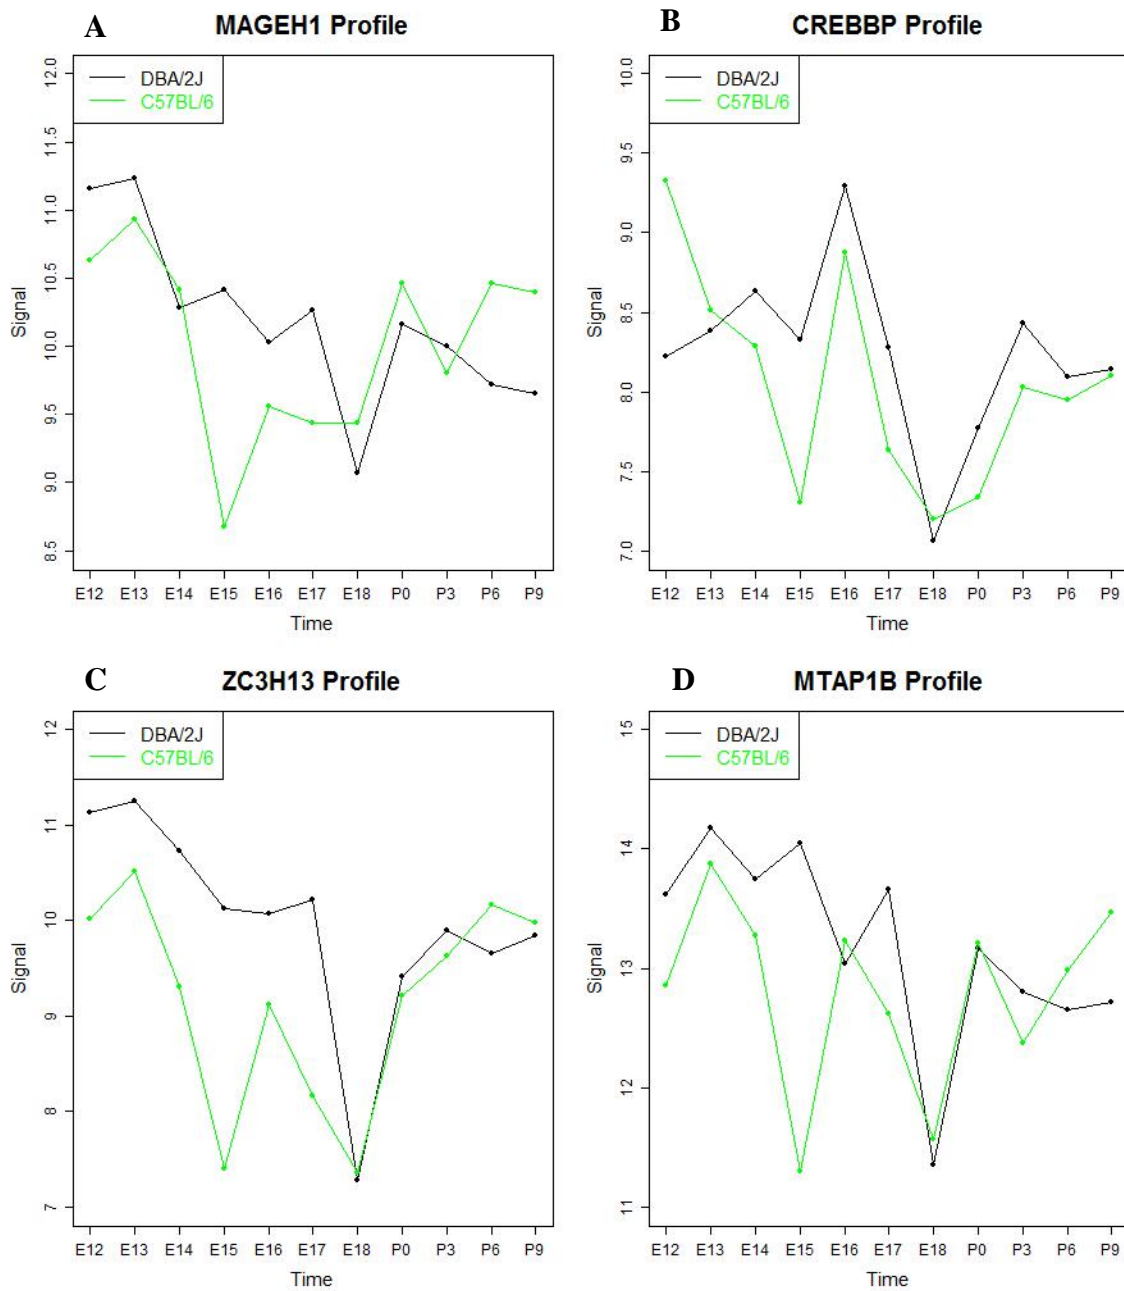 A
MAGEH1 Profile
DBA/2J
C57BL/6
12.0
11.5
11.0
10.5
10.0
9.5
9.0
8.5
Signal
E12 E13 E14 E15 E16 E17 E18 P0 P3 P6 P9
Time
B
CREBBP Profile
DBA/2J
C57BL/6
10.0
9.5
9.0
8.5
8.0
7.5
7.0
Signal
E12 E13 E14 E15 E16 E17 E18 P0 P3 P6 P9
Time
C
ZC3H13 Profile
DBA/2J
C57BL/6
12
11
10
9
8
7
Signal
E12 E13 E14 E15 E16 E17 E18 P0 P3 P6 P9
Time
D
MTAP1B Profile
DBA/2J
C57BL/6
15
14
13
12
11
Signal
E12 E13 E14 E15 E16 E17 E18 P0 P3 P6 P9
Time